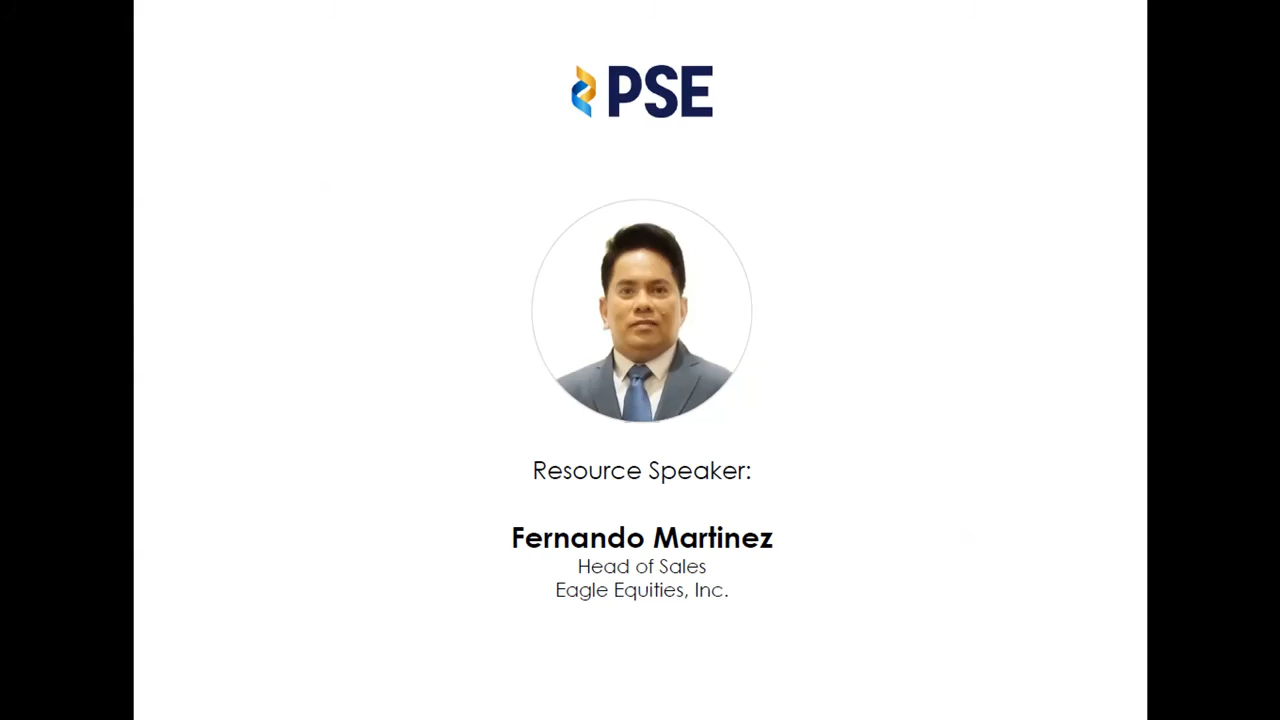 PSE
Resource Speaker:
Fernando Martinez
Head of Sales
Eagle Equities, Inc.